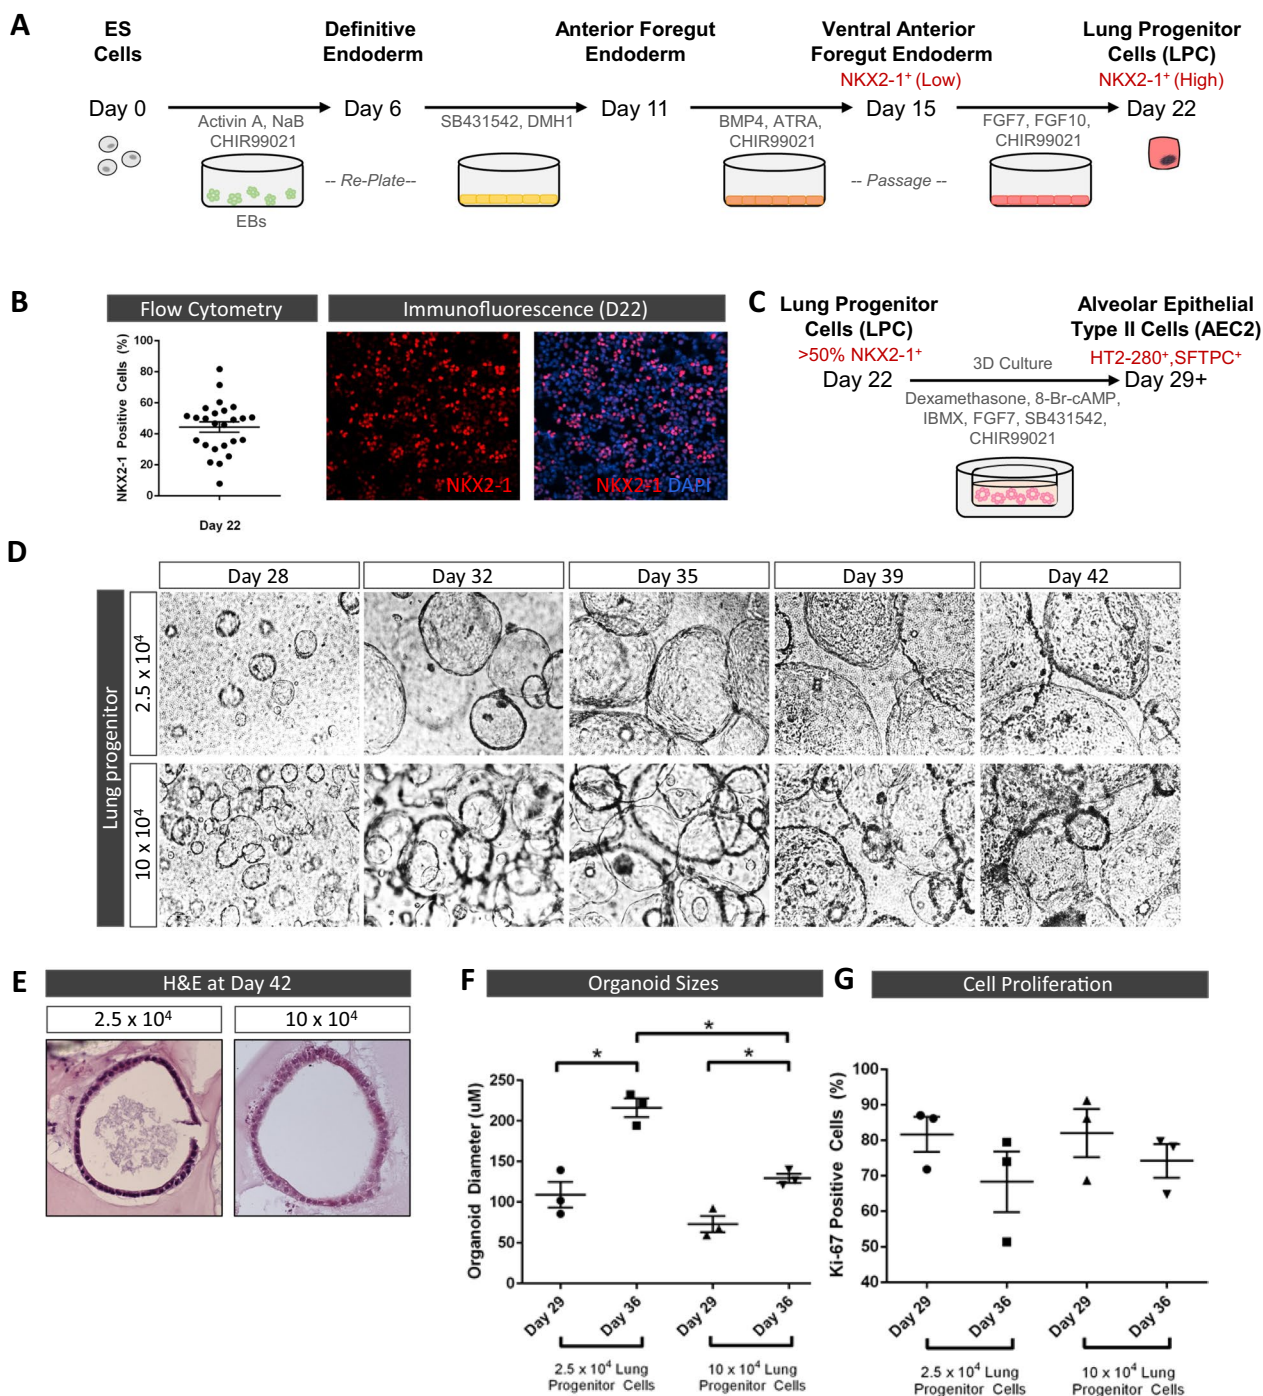 A
ES Cells
Definitive Endoderm
Anterior Foregut Endoderm
Ventral Anterior Foregut Endoderm
Lung Progenitor Cells (LPC)
NKX2-1⁺ (Low)
NKX2-1⁺ (High)
Day 0
Day 6
Day 11
Day 15
Day 22
Activin A, NaB
CHIR99021
SB431542, DMH1
BMP4, ATRA,
CHIR99021
FGF7, FGF10,
CHIR99021
-- Re-Plate--
-- Passage --
EBs
B
Flow Cytometry
Immunofluorescence (D22)
NKX2-1 Positive Cells (%)
100
80
60
40
20
0
Day 22
NKX2-1
NKX2-1 DAPI
C
Lung Progenitor
Cells (LPC)
>50% NKX2-1⁺
Day 22
3D Culture
Dexamethasone, 8-Br-cAMP,
IBMX, FGF7, SB431542,
CHIR99021
Alveolar Epithelial
Type II Cells (AEC2)
HT2-280⁺,SFTPC⁺
Day 29+
D
Day 28
Day 32
Day 35
Day 39
Day 42
Lung progenitor
2.5 x 10⁴
10 x 10⁴
E
H&E at Day 42
2.5 x 10⁴
10 x 10⁴
F
Organoid Sizes
*
*
*
Organoid Diameter (uM)
250
200
150
100
50
0
Day 29
Day 36
Day 29
Day 36
2.5 x 10⁴ Lung
Progenitor Cells
10 x 10⁴ Lung
Progenitor Cells
G
Cell Proliferation
Ki-67 Positive Cells (%)
100
90
80
70
60
50
40
Day 29
Day 36
Day 29
Day 36
2.5 x 10⁴ Lung
Progenitor Cells
10 x 10⁴ Lung
Progenitor Cells